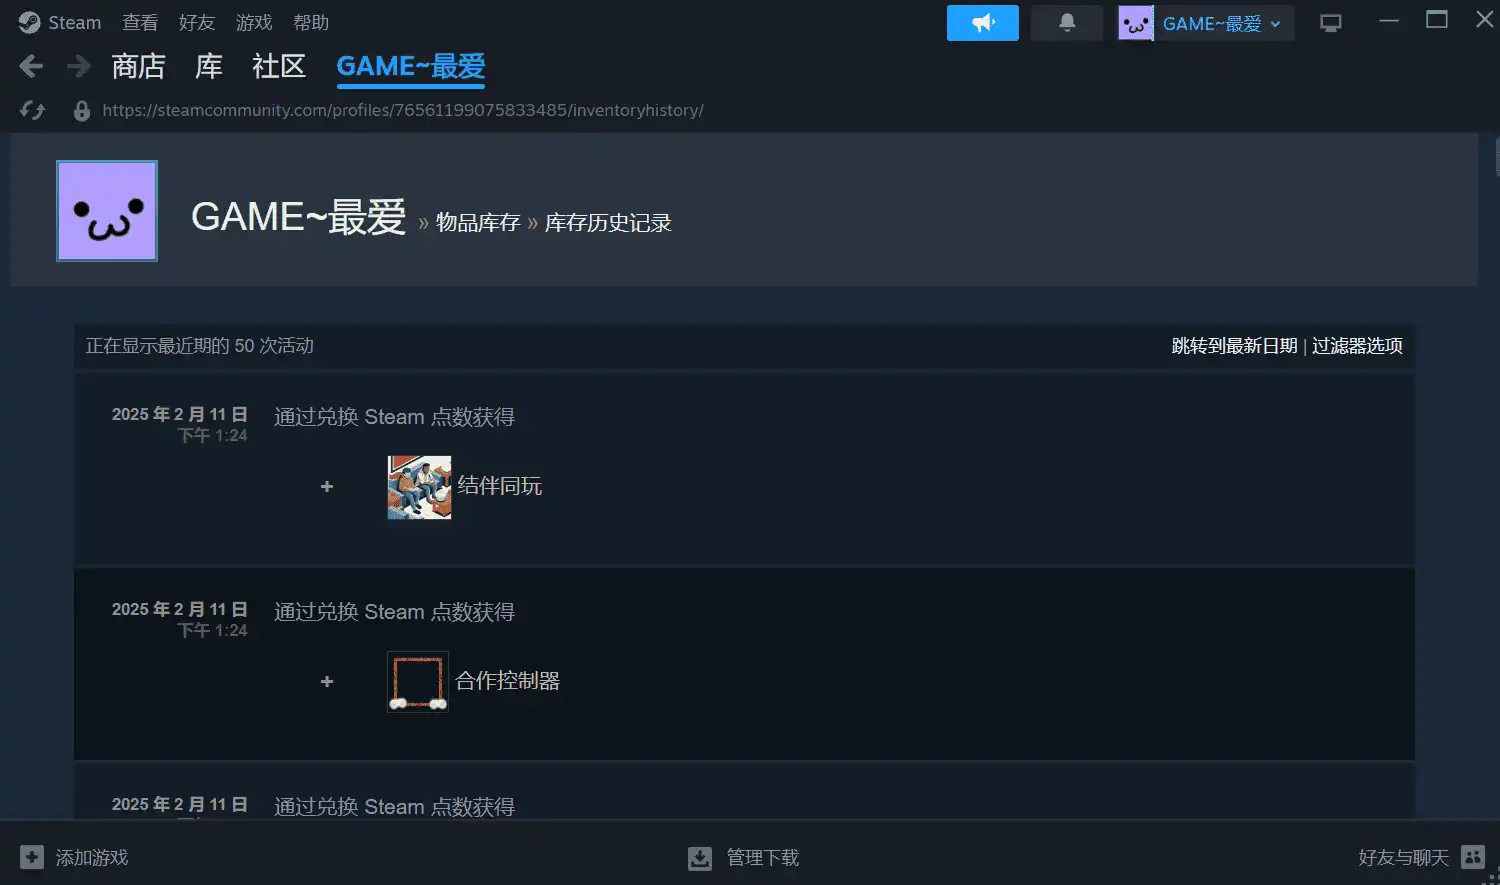 Steam 查看 好友 游戏 帮助
GAME~最爱
商店 库 社区 GAME~最爱
https://steamcommunity.com/profiles/76561199075833485/inventoryhistory/
GAME~最爱 » 物品库存 » 库存历史记录
正在显示最近期的 50 次活动
跳转到最新日期 | 过滤器选项
2025 年 2 月 11 日 通过兑换 Steam 点数获得
下午 1:24
+ 结伴同玩
2025 年 2 月 11 日 通过兑换 Steam 点数获得
下午 1:24
+ 合作控制器
2025 年 2 月 11 日 通过兑换 Steam 点数获得
添加游戏
管理下载
好友与聊天